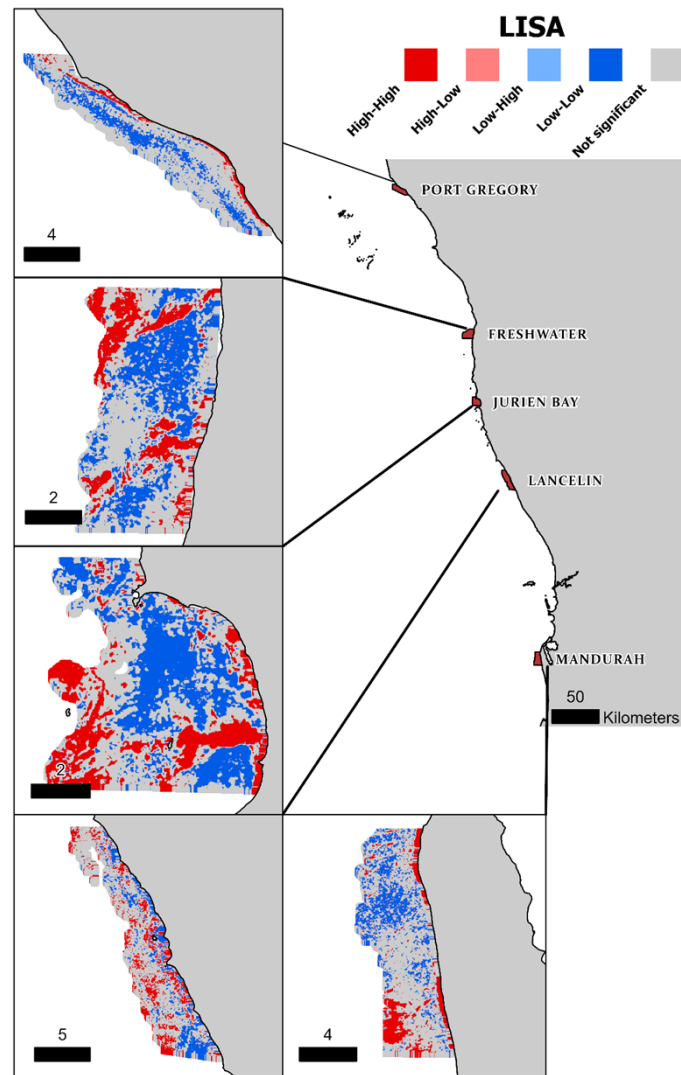 LISA
High-High
High-Low
Low-High
Low-Low
Not significant
4
PORT GREGORY
FRESHWATER
JURIEN BAY
2
LANCELIN
MANDURAH
50
Kilometers
2
5
4